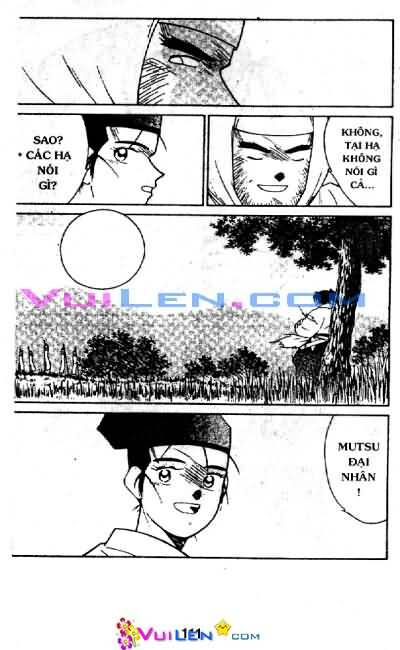 SAO?
CÁC HẠ
NÓI
GÌ?
KHÔNG,
TẠI HẠ
KHÔNG
NÓI GÌ
CẢ...
VUILEN.COM
MUTSU
ĐẠI
NHÂN
!
111
VUILEN.COM